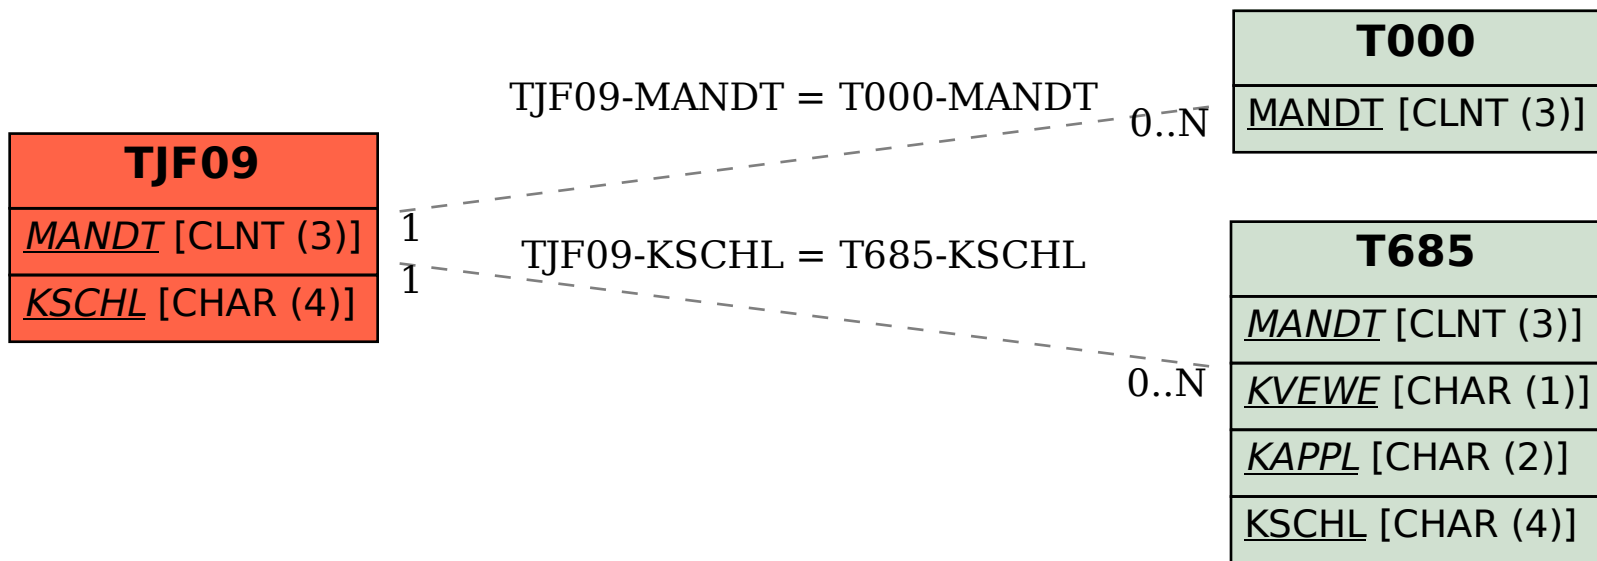 TJF09
MANDT [CLNT (3)]
KSCHL [CHAR (4)]
TJF09-MANDT = T000-MANDT
1
0..N
TJF09-KSCHL = T685-KSCHL
1
0..N
T000
MANDT [CLNT (3)]
T685
MANDT [CLNT (3)]
KVEWE [CHAR (1)]
KAPPL [CHAR (2)]
KSCHL [CHAR (4)]